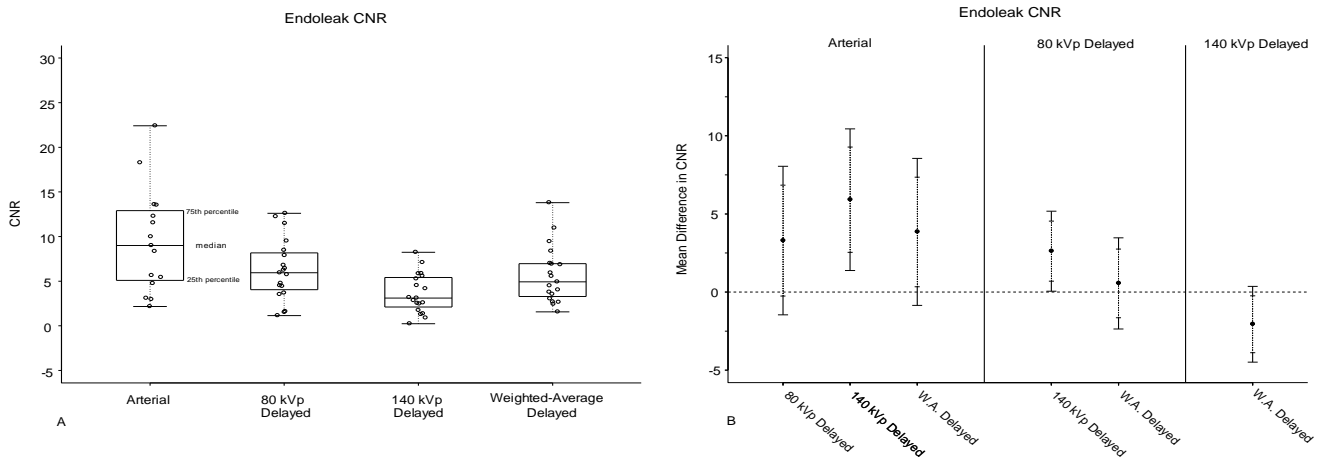 Endoleak CNR
30
25
20
15
10
5
0
-5
CNR
75th percentile
median
25th percentile
Arterial
80 kVp
Delayed
140 kVp
Delayed
Weighted-Average
Delayed
A
Endoleak CNR
Arterial
80 kVp Delayed
140 kVp Delayed
15
10
5
0
-5
Mean Difference in CNR
80 kVp Delayed
140 kVp Delayed
W.A. Delayed
140 kVp Delayed
W.A. Delayed
W.A. Delayed
B